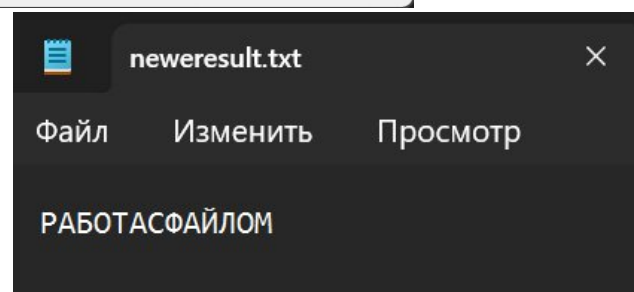 neweresult.txt
Файл Изменить Просмотр
РАБОТАСФАЙЛОМ